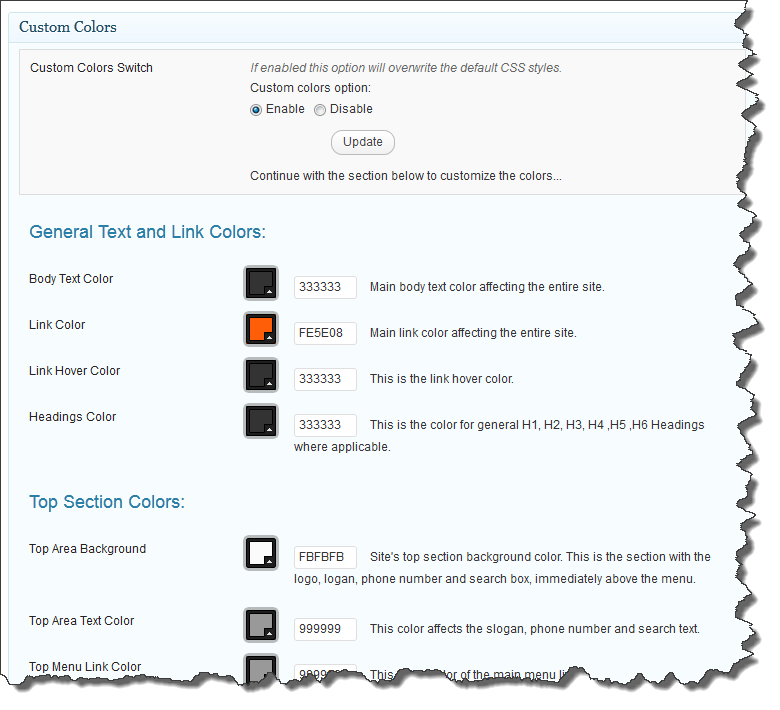 Custom Colors
Custom Colors Switch
If enabled this option will overwrite the default CSS styles.
Custom colors option:
Enable Disable
Update
Continue with the section below to customize the colors...
General Text and Link Colors:
Body Text Color 333333 Main body text color affecting the entire site.
Link Color FE5E08 Main link color affecting the entire site.
Link Hover Color 333333 This is the link hover color.
Headings Color 333333 This is the color for general H1, H2, H3, H4 ,H5 ,H6 Headings
where applicable.
Top Section Colors:
Top Area Background FBFBFB Site's top section background color. This is the section with the
logo, logan, phone number and search box, immediately above the menu.
Top Area Text Color 999999 This color affects the slogan, phone number and search text.
Top Menu Link Color This of the main menu